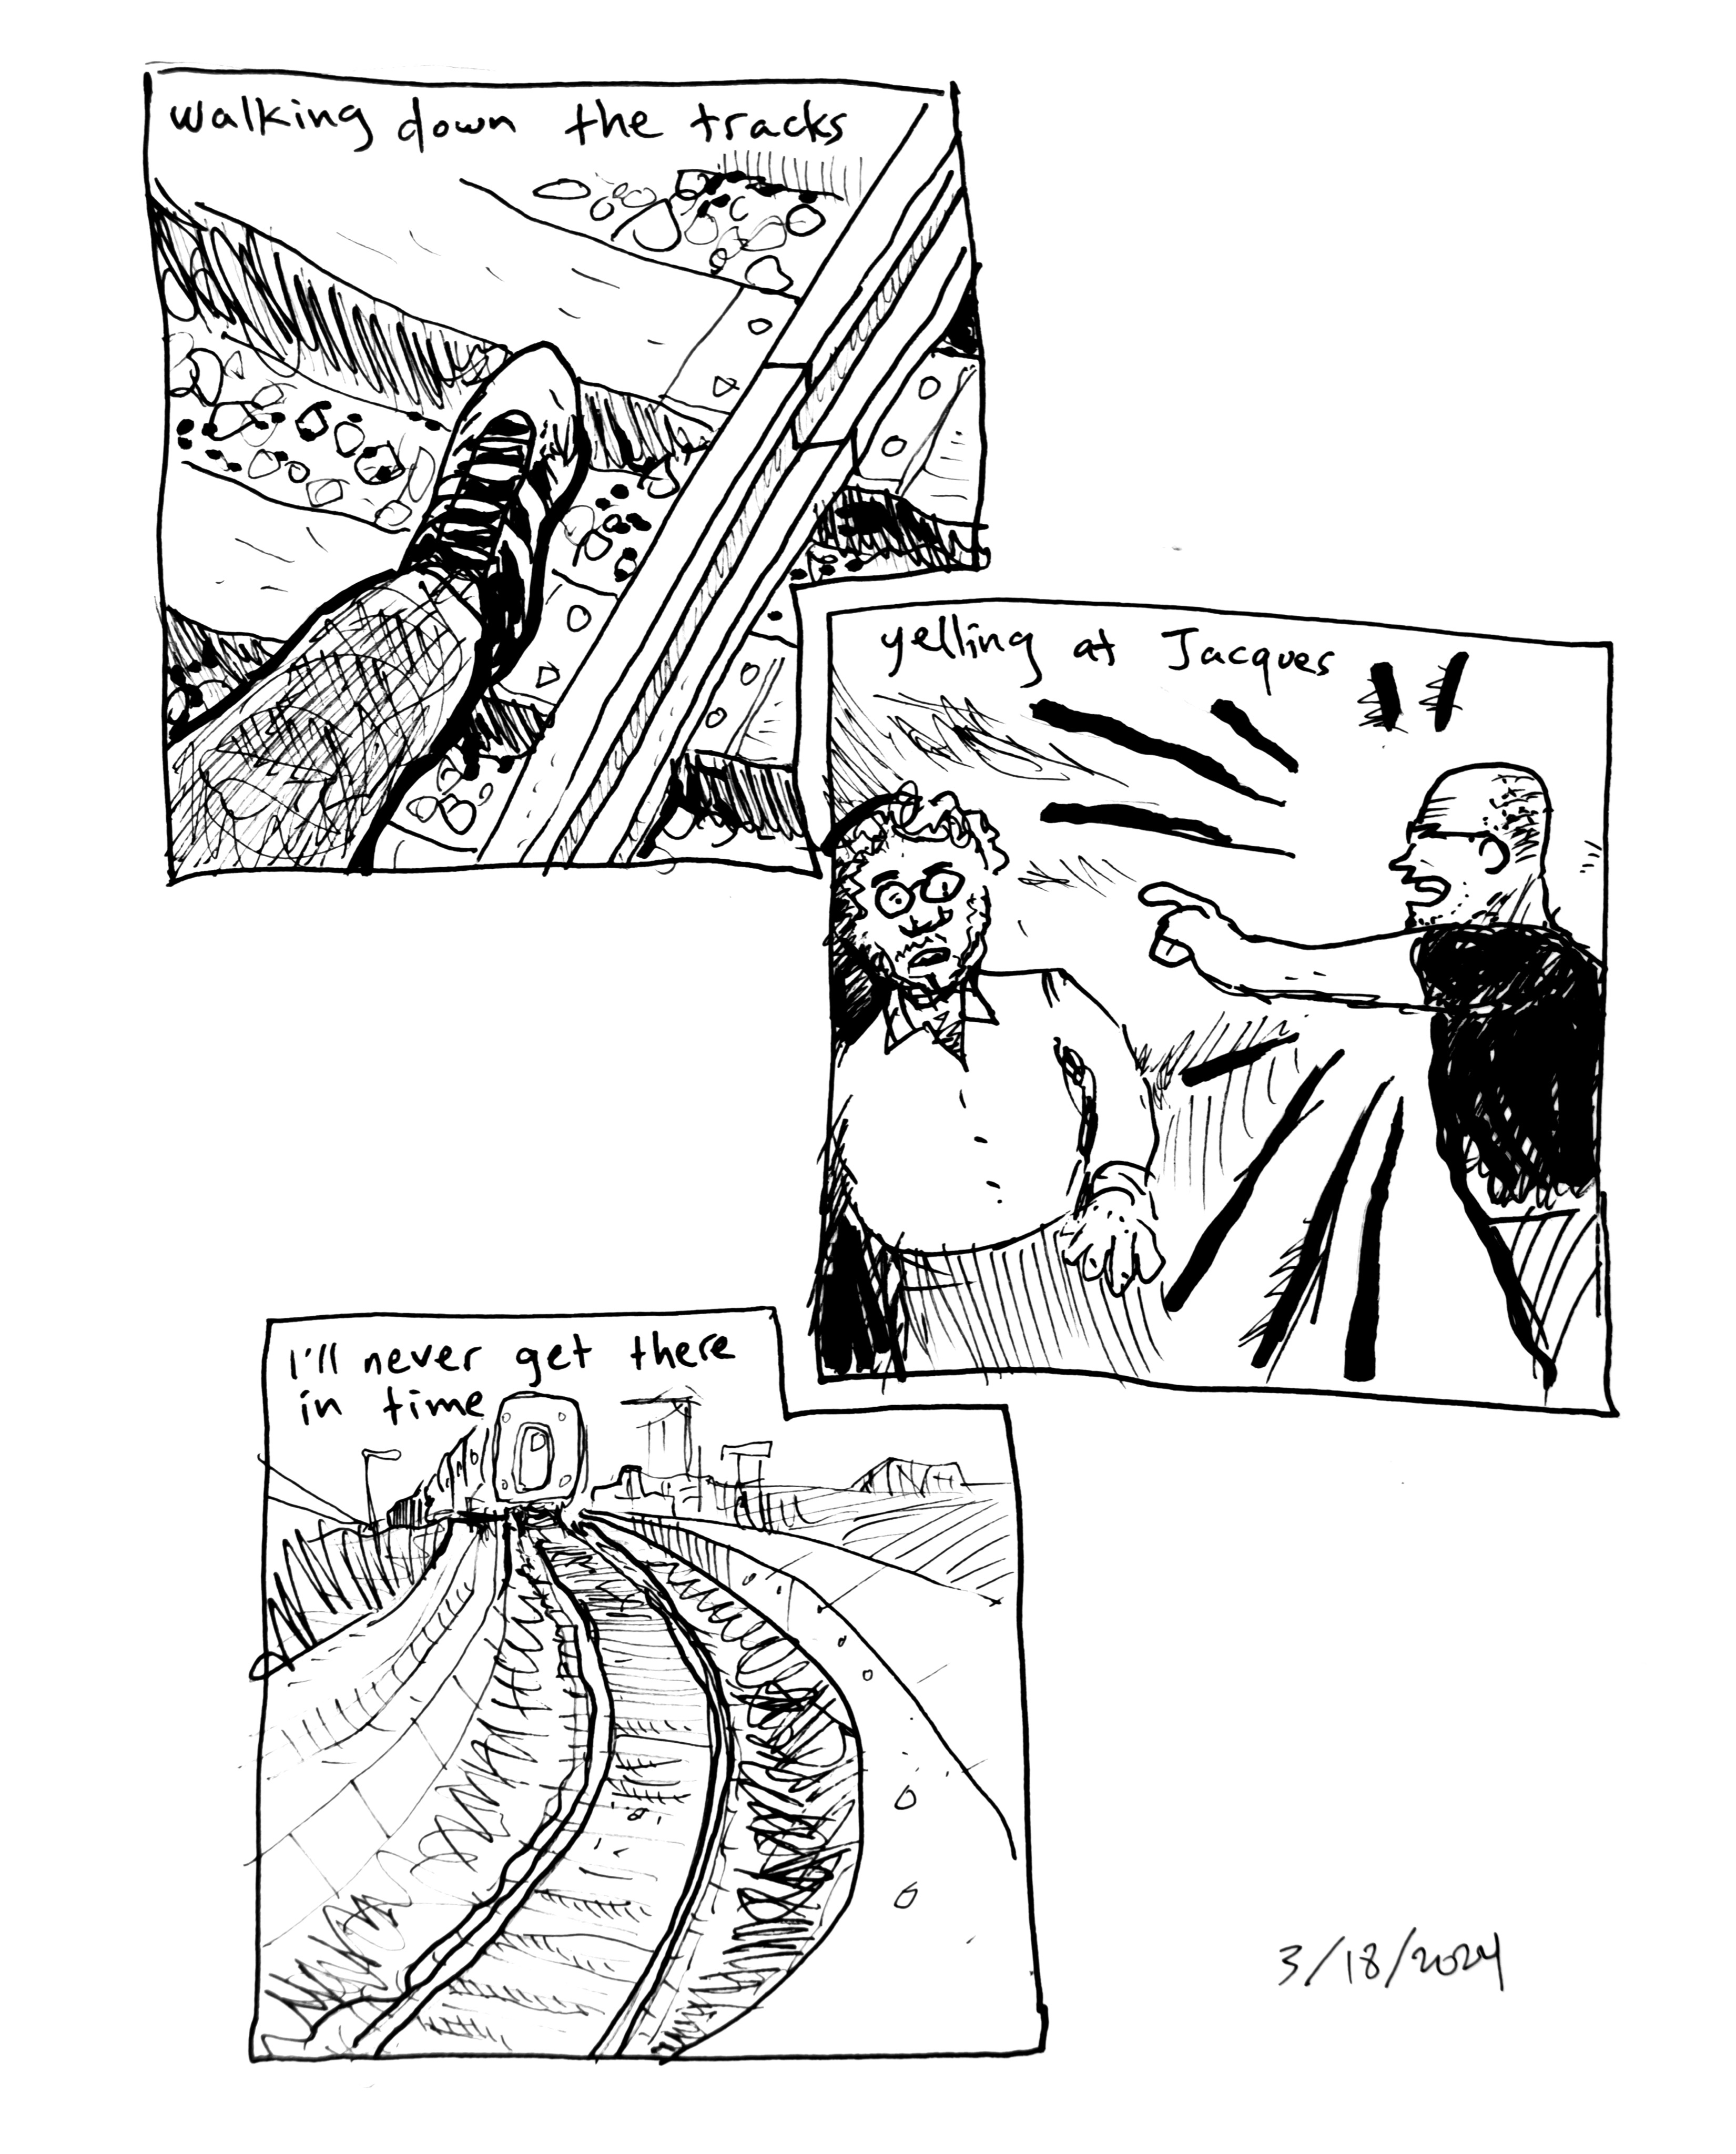 walking down the tracks
yelling at Jacques
I'll never get there
in time
3/18/2024